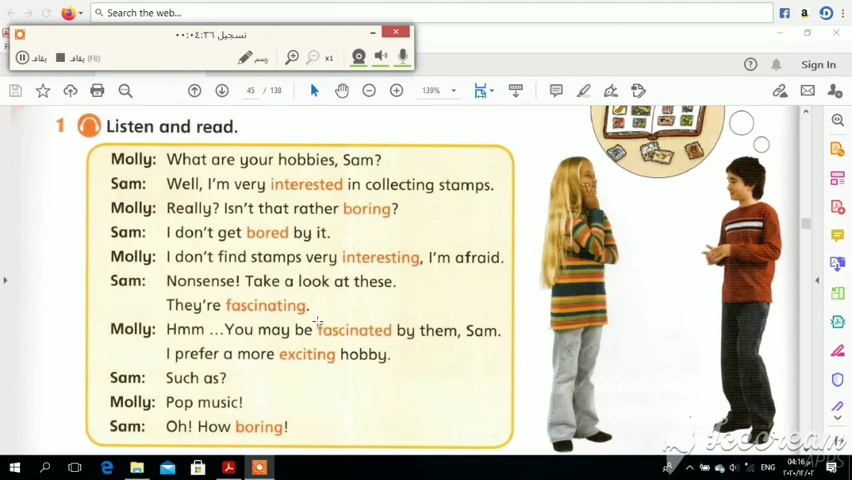 Search the web
تسجيل ٠٠:٠٤:٣٦
يقاف
يقاف (F8)
رسم
x1
Sign In
45 / 138
139%
1 Listen and read.
Molly: What are your hobbies, Sam?
Sam: Well, I'm very interested in collecting stamps.
Molly: Really? Isn't that rather boring?
Sam: I don't get bored by it.
Molly: I don't find stamps very interesting, I'm afraid.
Sam: Nonsense! Take a look at these.
They're fascinating.
Molly: Hmm ...You may be fascinated by them, Sam.
I prefer a more exciting hobby.
Sam: Such as?
Molly: Pop music!
Sam: Oh! How boring!
Icecream
APPS
ENG